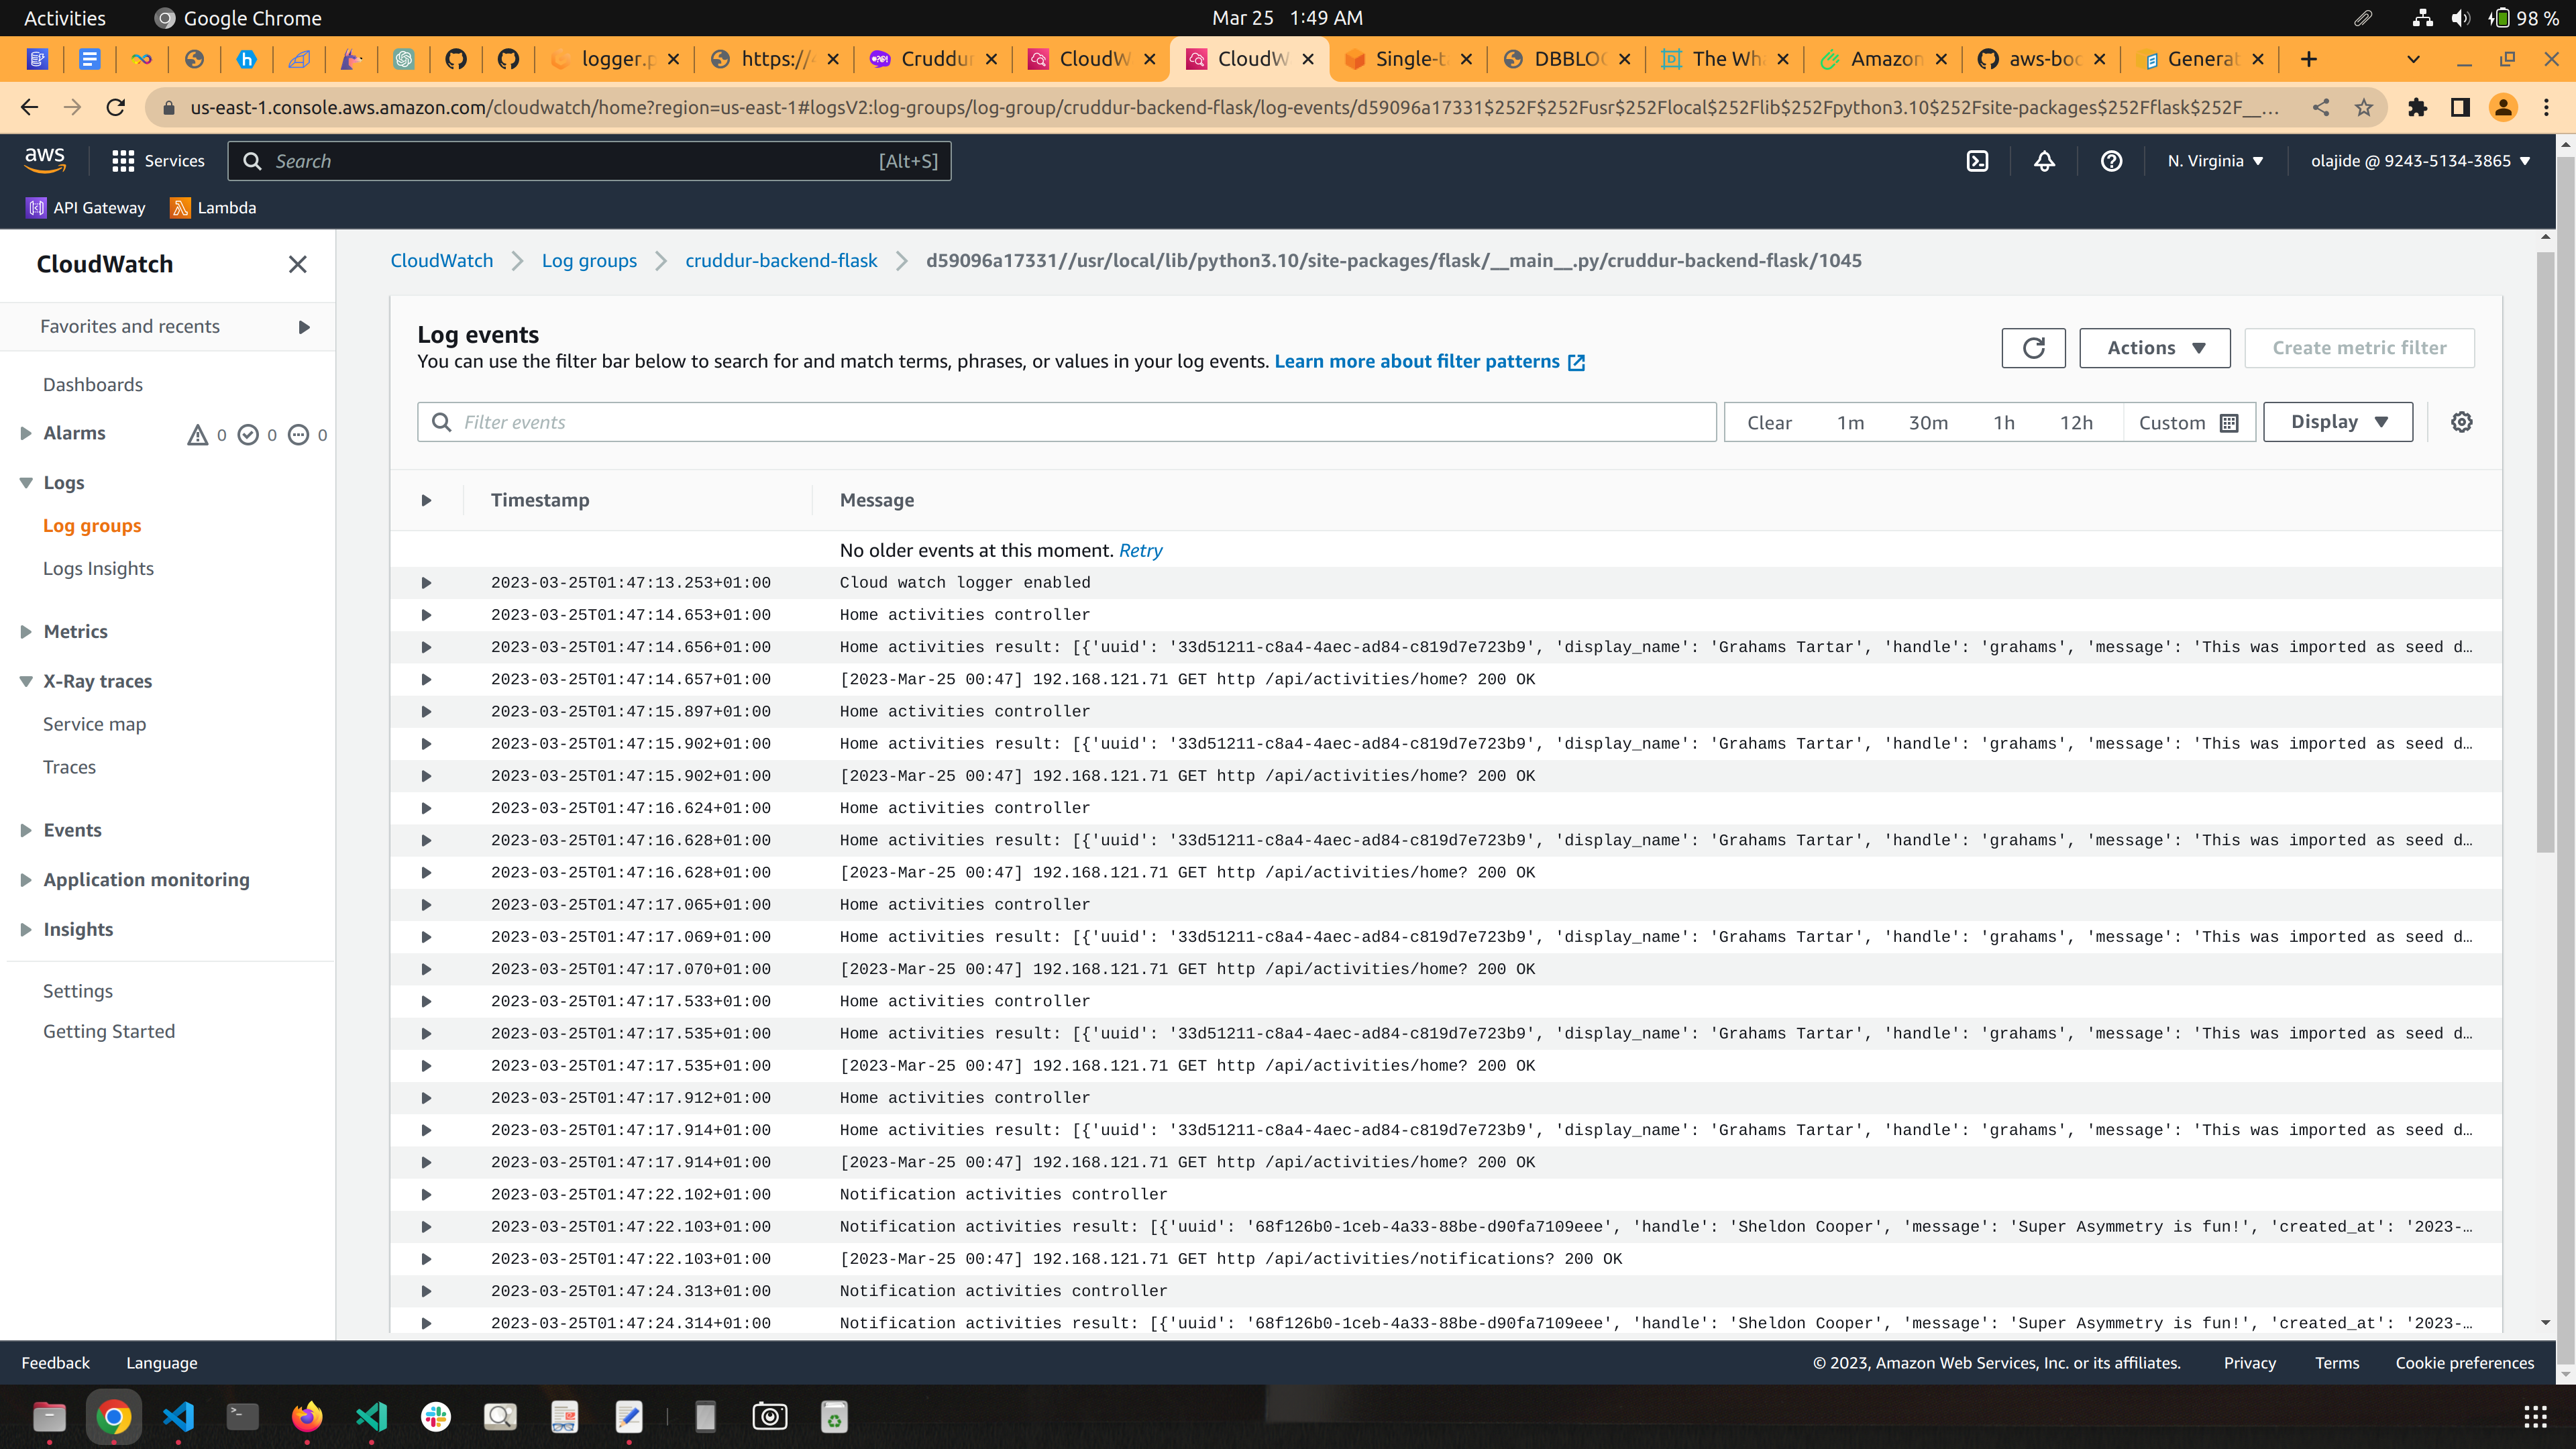 Activities Google Chrome Mar 25 1:49 AM 98 %
logger.p https:// Cruddur CloudW CloudW Single-t DBBLO The Wh Amazon aws-boo General
us-east-1.console.aws.amazon.com/cloudwatch/home?region=us-east-1#logsV2:log-groups/log-group/cruddur-backend-flask/log-events/d59096a17331$252F$252Fusr$252Flocal$252Flib$252Fpython3.10$252Fsite-packages$252Fflask$252F__...
aws Services Search [Alt+S] N. Virginia olajide @ 9243-5134-3865
API Gateway Lambda
CloudWatch
Favorites and recents
Dashboards
Alarms 0 0 0
Logs
Log groups
Logs Insights
Metrics
X-Ray traces
Service map
Traces
Events
Application monitoring
Insights
Settings
Getting Started
CloudWatch Log groups cruddur-backend-flask d59096a17331//usr/local/lib/python3.10/site-packages/flask/__main__.py/cruddur-backend-flask/1045
Log events
You can use the filter bar below to search for and match terms, phrases, or values in your log events. Learn more about filter patterns
Actions Create metric filter
Filter events Clear 1m 30m 1h 12h Custom Display
Timestamp Message
No older events at this moment. Retry
2023-03-25T01:47:13.253+01:00 Cloud watch logger enabled
2023-03-25T01:47:14.653+01:00 Home activities controller
2023-03-25T01:47:14.656+01:00 Home activities result: [{'uuid': '33d51211-c8a4-4aec-ad84-c819d7e723b9', 'display_name': 'Grahams Tartar', 'handle': 'grahams', 'message': 'This was imported as seed d…
2023-03-25T01:47:14.657+01:00 [2023-Mar-25 00:47] 192.168.121.71 GET http /api/activities/home? 200 OK
2023-03-25T01:47:15.897+01:00 Home activities controller
2023-03-25T01:47:15.902+01:00 Home activities result: [{'uuid': '33d51211-c8a4-4aec-ad84-c819d7e723b9', 'display_name': 'Grahams Tartar', 'handle': 'grahams', 'message': 'This was imported as seed d…
2023-03-25T01:47:15.902+01:00 [2023-Mar-25 00:47] 192.168.121.71 GET http /api/activities/home? 200 OK
2023-03-25T01:47:16.624+01:00 Home activities controller
2023-03-25T01:47:16.628+01:00 Home activities result: [{'uuid': '33d51211-c8a4-4aec-ad84-c819d7e723b9', 'display_name': 'Grahams Tartar', 'handle': 'grahams', 'message': 'This was imported as seed d…
2023-03-25T01:47:16.628+01:00 [2023-Mar-25 00:47] 192.168.121.71 GET http /api/activities/home? 200 OK
2023-03-25T01:47:17.065+01:00 Home activities controller
2023-03-25T01:47:17.069+01:00 Home activities result: [{'uuid': '33d51211-c8a4-4aec-ad84-c819d7e723b9', 'display_name': 'Grahams Tartar', 'handle': 'grahams', 'message': 'This was imported as seed d…
2023-03-25T01:47:17.070+01:00 [2023-Mar-25 00:47] 192.168.121.71 GET http /api/activities/home? 200 OK
2023-03-25T01:47:17.533+01:00 Home activities controller
2023-03-25T01:47:17.535+01:00 Home activities result: [{'uuid': '33d51211-c8a4-4aec-ad84-c819d7e723b9', 'display_name': 'Grahams Tartar', 'handle': 'grahams', 'message': 'This was imported as seed d…
2023-03-25T01:47:17.535+01:00 [2023-Mar-25 00:47] 192.168.121.71 GET http /api/activities/home? 200 OK
2023-03-25T01:47:17.912+01:00 Home activities controller
2023-03-25T01:47:17.914+01:00 Home activities result: [{'uuid': '33d51211-c8a4-4aec-ad84-c819d7e723b9', 'display_name': 'Grahams Tartar', 'handle': 'grahams', 'message': 'This was imported as seed d…
2023-03-25T01:47:17.914+01:00 [2023-Mar-25 00:47] 192.168.121.71 GET http /api/activities/home? 200 OK
2023-03-25T01:47:22.102+01:00 Notification activities controller
2023-03-25T01:47:22.103+01:00 Notification activities result: [{'uuid': '68f126b0-1ceb-4a33-88be-d90fa7109eee', 'handle': 'Sheldon Cooper', 'message': 'Super Asymmetry is fun!', 'created_at': '2023-…
2023-03-25T01:47:22.103+01:00 [2023-Mar-25 00:47] 192.168.121.71 GET http /api/activities/notifications? 200 OK
2023-03-25T01:47:24.313+01:00 Notification activities controller
2023-03-25T01:47:24.314+01:00 Notification activities result: [{'uuid': '68f126b0-1ceb-4a33-88be-d90fa7109eee', 'handle': 'Sheldon Cooper', 'message': 'Super Asymmetry is fun!', 'created_at': '2023-…
Feedback Language © 2023, Amazon Web Services, Inc. or its affiliates. Privacy Terms Cookie preferences